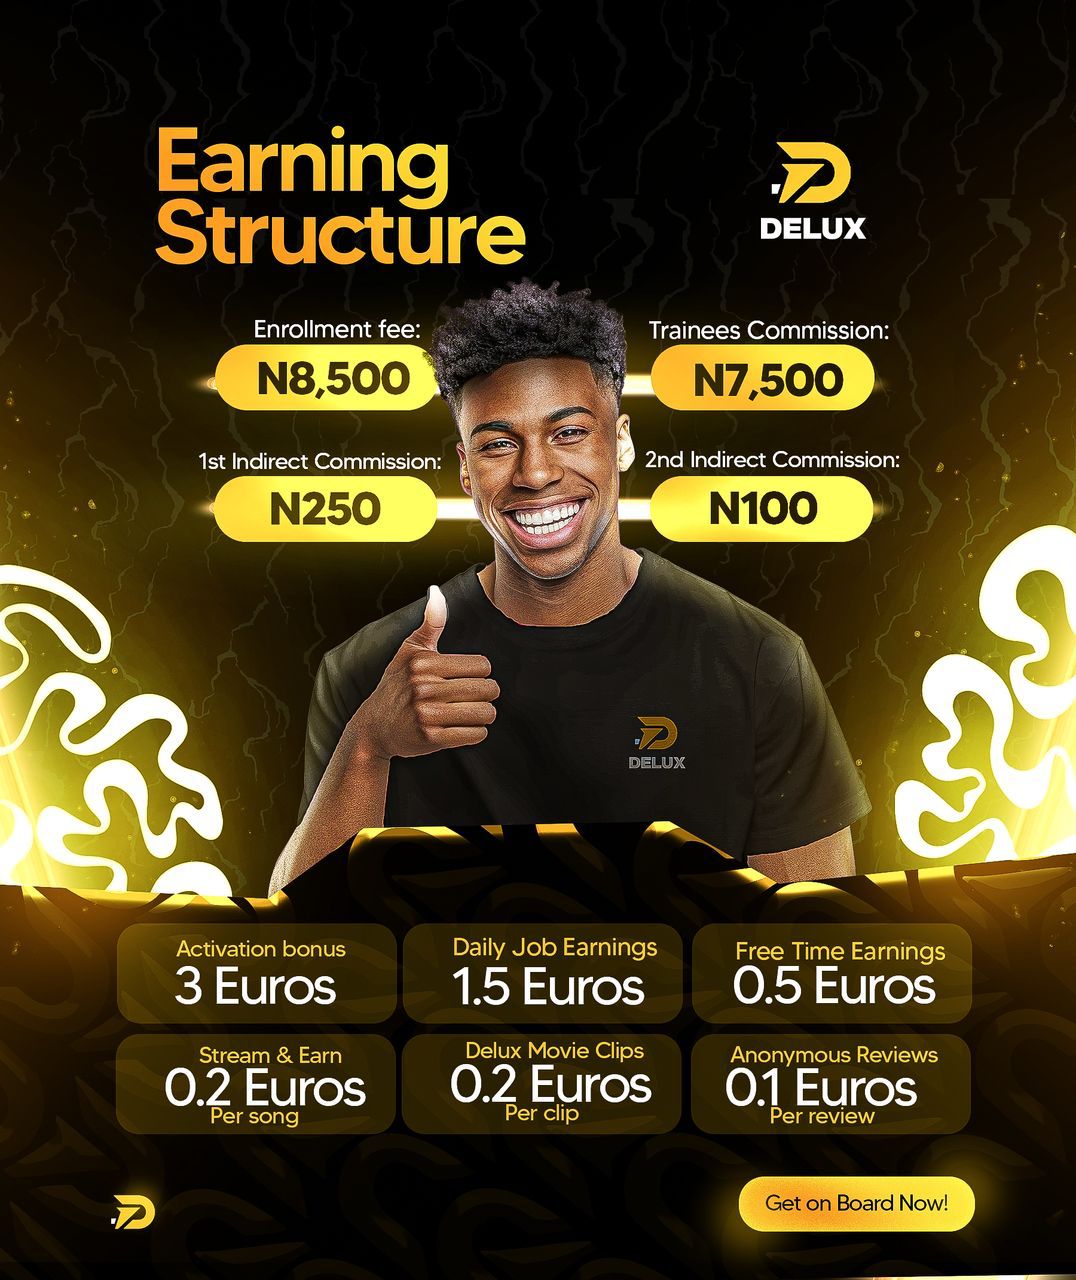 Earning
Structure
DELUX
Enrollment fee:
N8,500
Trainees Commission:
N7,500
1st Indirect Commission:
N250
2nd Indirect Commission:
N100
DELUX
Activation bonus
3 Euros
Daily Job Earnings
1.5 Euros
Free Time Earnings
0.5 Euros
Stream & Earn
0.2 Euros
Per song
Delux Movie Clips
0.2 Euros
Per clip
Anonymous Reviews
0.1 Euros
Per review
Get on Board Now!